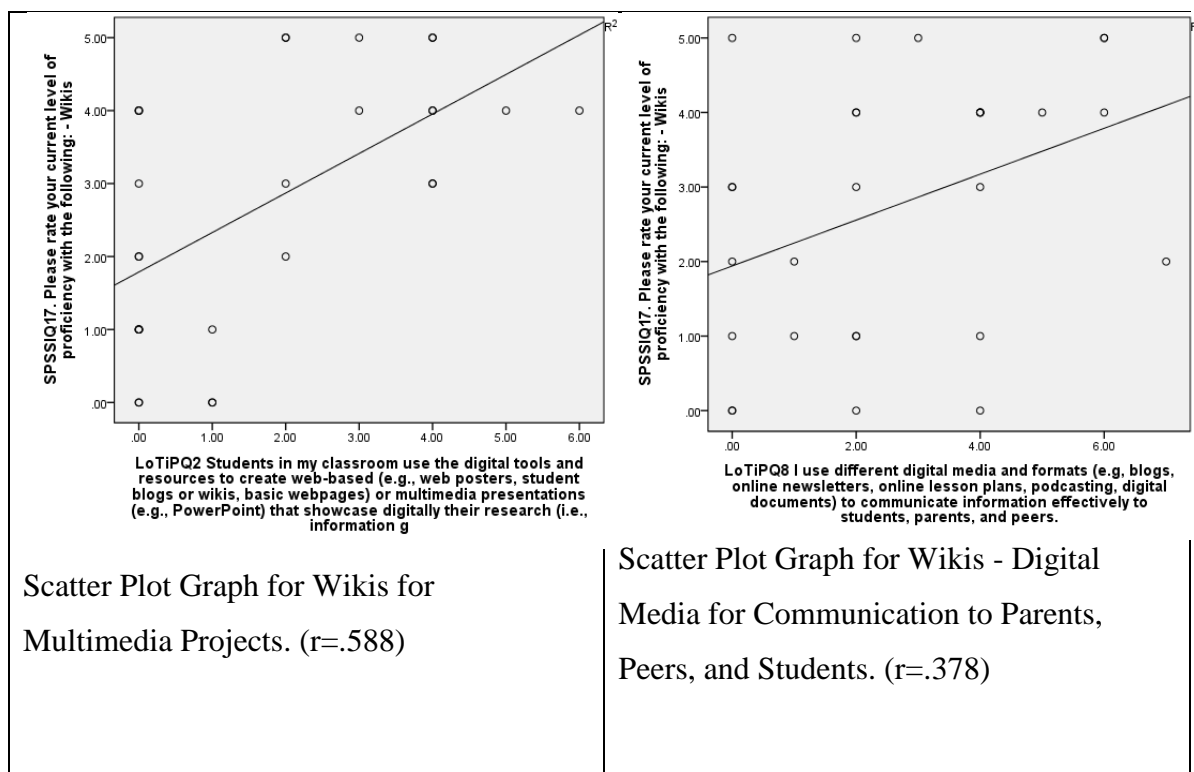 SPSSIQ17. Please rate your current level of
proficiency with the following: - Wikis
5.00
4.00
3.00
2.00
1.00
.00
.00
1.00
2.00
3.00
4.00
5.00
6.00
R2
LoTiPQ2 Students in my classroom use the digital tools and
resources to create web-based (e.g., web posters, student
blogs or wikis, basic webpages) or multimedia presentations
(e.g., PowerPoint) that showcase digitally their research (i.e.,
information g
Scatter Plot Graph for Wikis for
Multimedia Projects. (r=.588)
SPSSIQ17. Please rate your current level of
proficiency with the following: - Wikis
5.00
4.00
3.00
2.00
1.00
.00
.00
2.00
4.00
6.00
LoTiPQ8 I use different digital media and formats (e.g, blogs,
online newsletters, online lesson plans, podcasting, digital
documents) to communicate information effectively to
students, parents, and peers.
Scatter Plot Graph for Wikis - Digital
Media for Communication to Parents,
Peers, and Students. (r=.378)